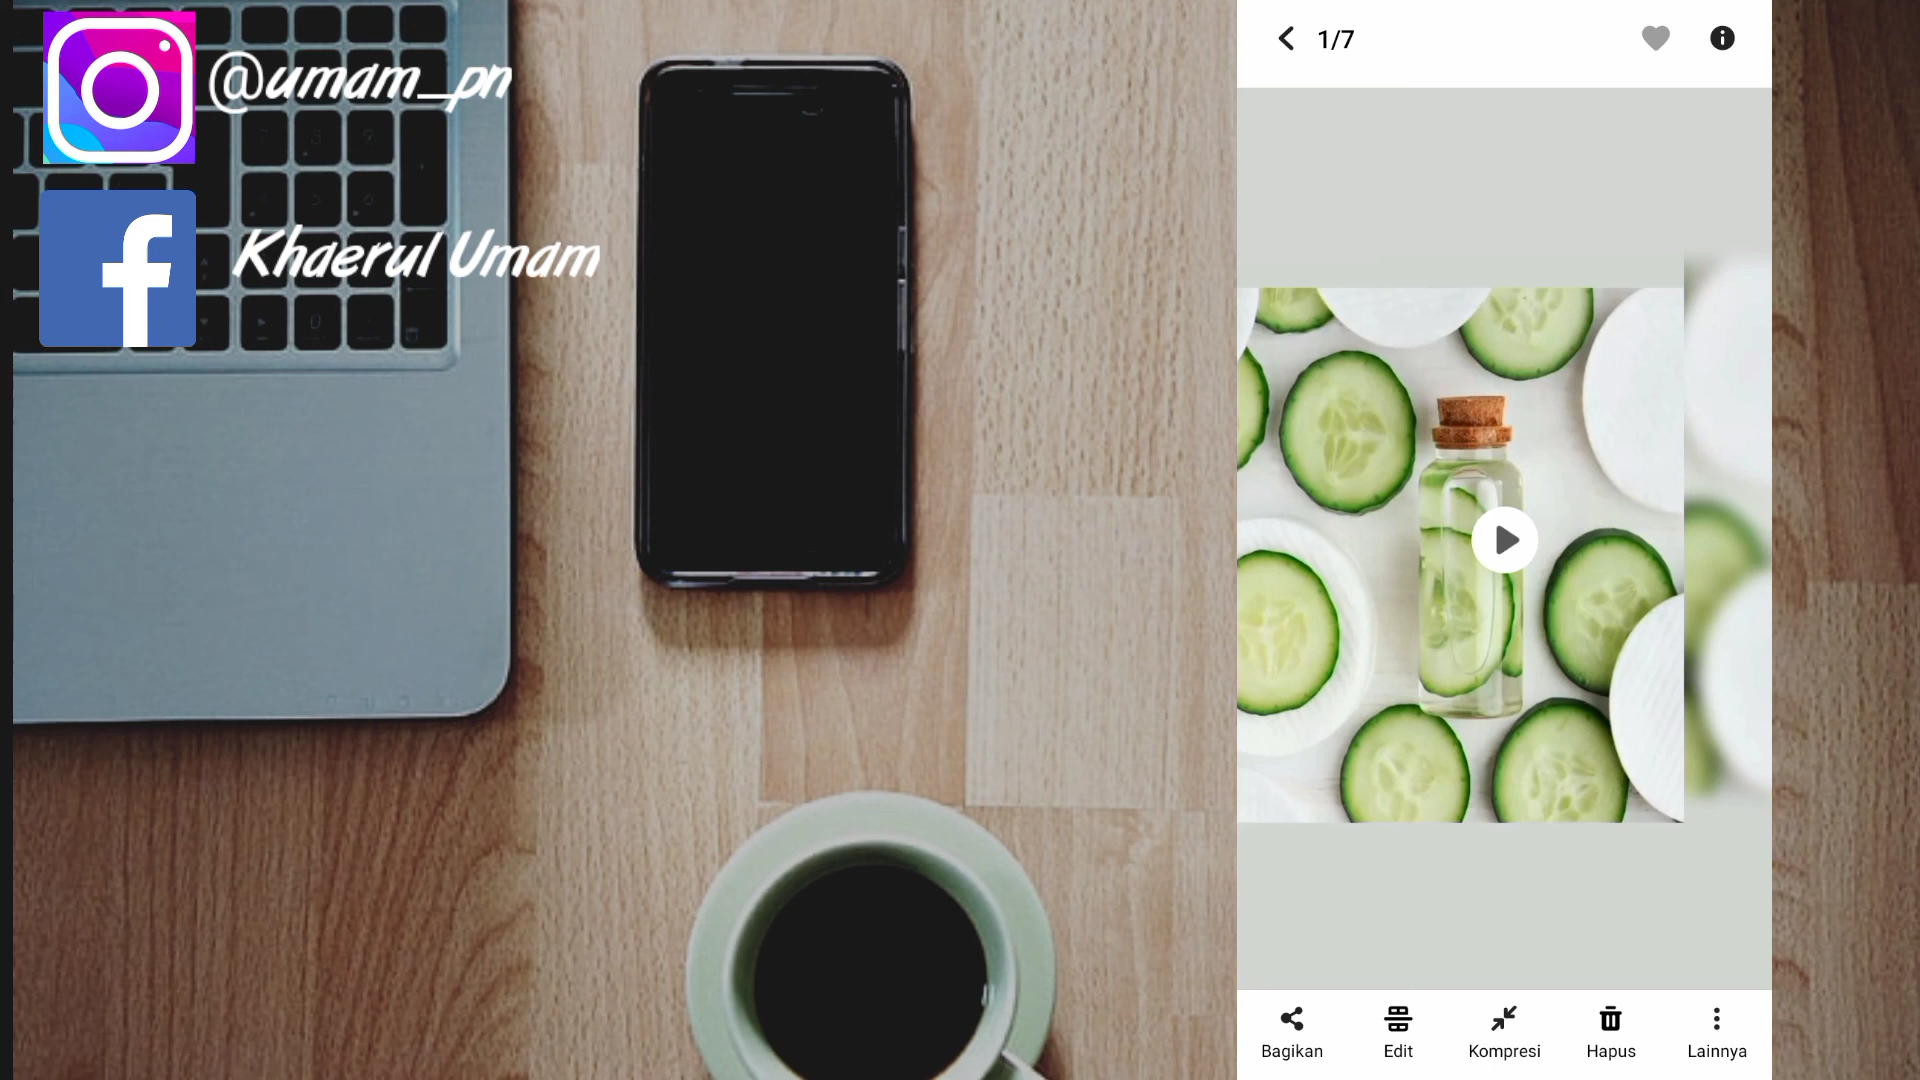 @umam_pn
Khaerul Umam
1/7
Bagikan
Edit
Kompresi
Hapus
Lainnya